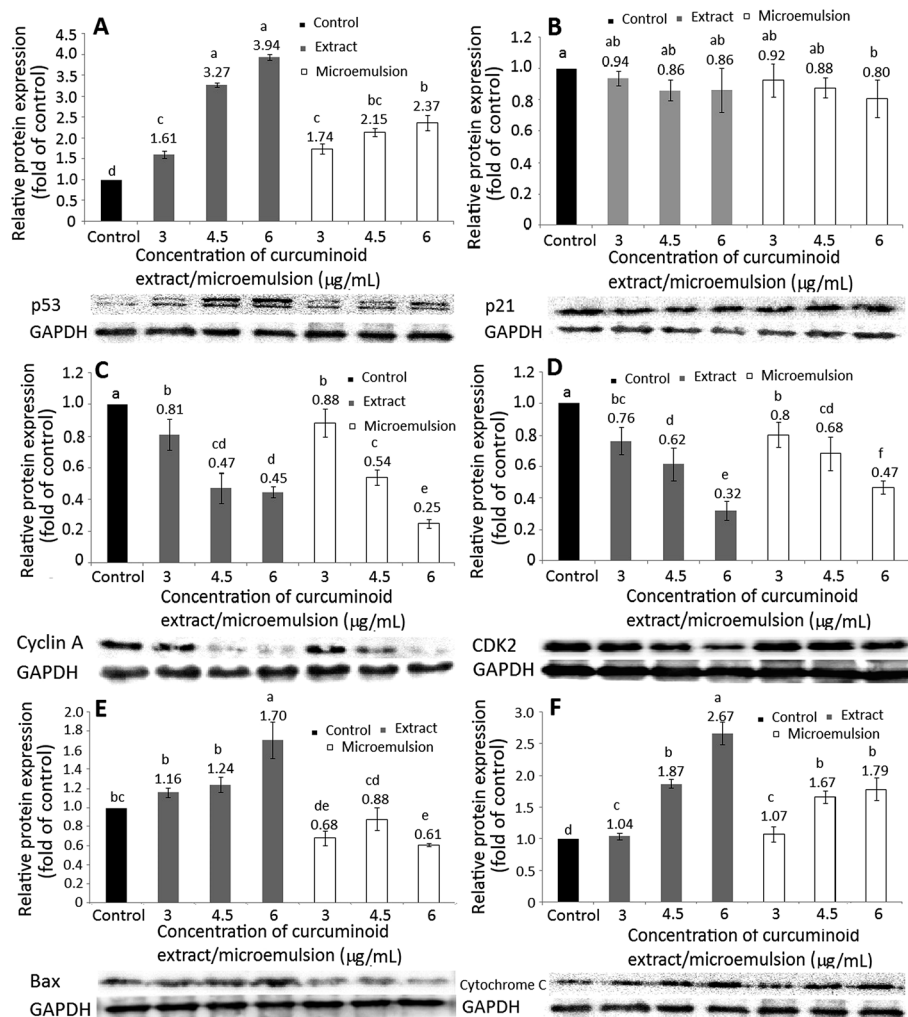 A
Relative protein expression
(fold of control)
4.5
4.0
3.5
3.0
2.5
2.0
1.5
1.0
0.5
0
Control
Extract
Microemulsion
d
c
1.61
a
3.27
a
3.94
c
1.74
bc
2.15
b
2.37
Control 3 4.5 6 3 4.5 6
Concentration of curcuminoid
extract/microemulsion (µg/mL)
p53
GAPDH
B
Relative protein expression
(fold of control)
1.2
1.0
0.8
0.6
0.4
0.2
0
Control Extract Microemulsion
a
ab
0.94
ab
0.86
ab
0.86
ab
0.92
ab
0.88
b
0.80
Control 3 4.5 6 3 4.5 6
Concentration of curcuminoid
extract/microemulsion (µg/mL)
p21
GAPDH
C
Relative protein expression
(fold of control)
1.2
1.0
0.8
0.6
0.4
0.2
0
Control
Extract
Microemulsion
a
b
0.81
cd
0.47
d
0.45
b
0.88
c
0.54
e
0.25
Control 3 4.5 6 3 4.5 6
Concentration of curcuminoid
extract/microemulsion (µg/mL)
Cyclin A
GAPDH
D
Relative protein expression
(fold of control)
1.2
1.0
0.8
0.6
0.4
0.2
0
Control Extract Microemulsion
a
bc
0.76
d
0.62
e
0.32
b
0.8
cd
0.68
f
0.47
Control 3 4.5 6 3 4.5 6
Concentration of curcuminoid
extract/microemulsion (µg/mL)
CDK2
GAPDH
E
Relative protein expression
(fold of control)
2.0
1.8
1.6
1.4
1.2
1.0
0.8
0.6
0.4
0.2
0
Control Extract
Microemulsion
bc
b
1.16
b
1.24
a
1.70
de
0.68
cd
0.88
e
0.61
Control 3 4.5 6 3 4.5 6
Concentration of curcuminoid
extract/microemulsion (µg/mL)
Bax
GAPDH
F
Relative protein expression
(fold of control)
3.0
2.5
2.0
1.5
1.0
0.5
0
Control Extract
Microemulsion
d
c
1.04
b
1.87
a
2.67
c
1.07
b
1.67
b
1.79
Control 3 4.5 6 3 4.5 6
Concentration of curcuminoid
extract/microemulsion (µg/mL)
Cytochrome C
GAPDH